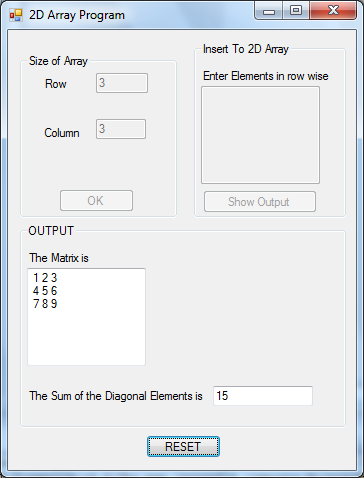 2D Array Program
Size of Array
Row 3
Column 3
OK
Insert To 2D Array
Enter Elements in row wise
Show Output
OUTPUT
The Matrix is
1 2 3
4 5 6
7 8 9
The Sum of the Diagonal Elements is 15
RESET